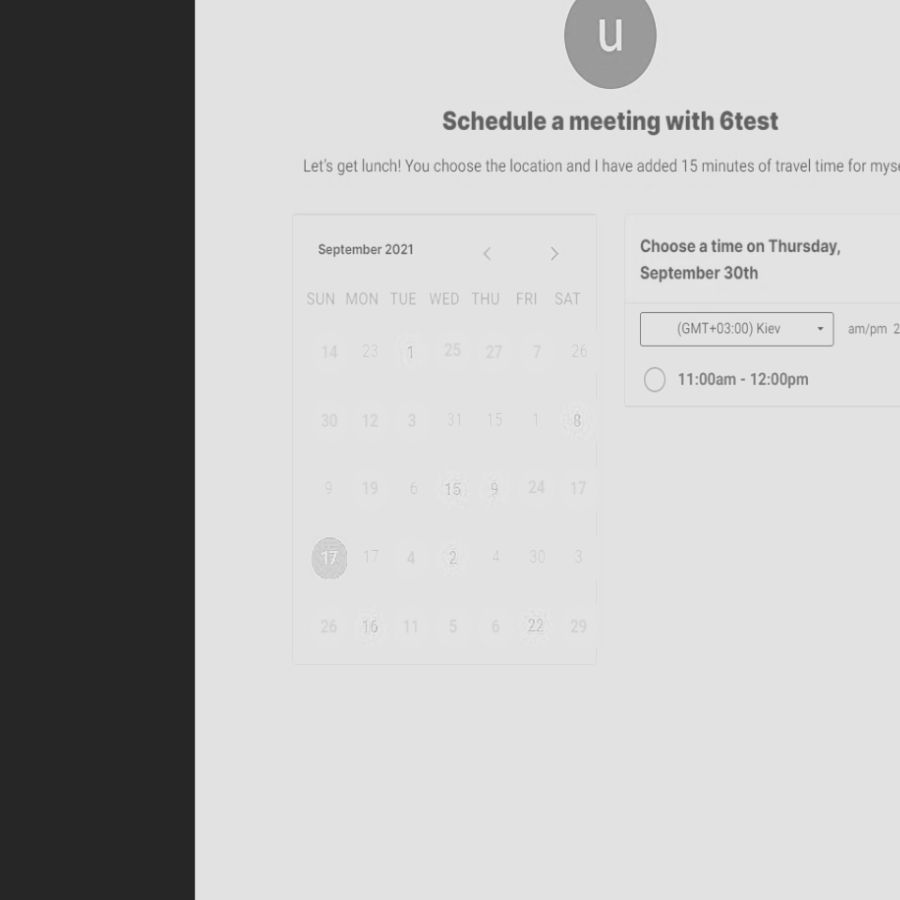 u
Schedule a meeting with 6test
Let's get lunch! You choose the location and I have added 15 minutes of travel time for
September 2021
SUN MON TUE WED THU FRI SAT
14 23 1 25 27 7 26
30 12 3 31 15 1 8
9 19 6 15 9 24 17
17 17 4 2 4 30 3
26 16 11 5 6 22 29
Choose a time on Thursday,
September 30th
(GMT+03:00) Kiev am/pm 2
11:00am - 12:00pm